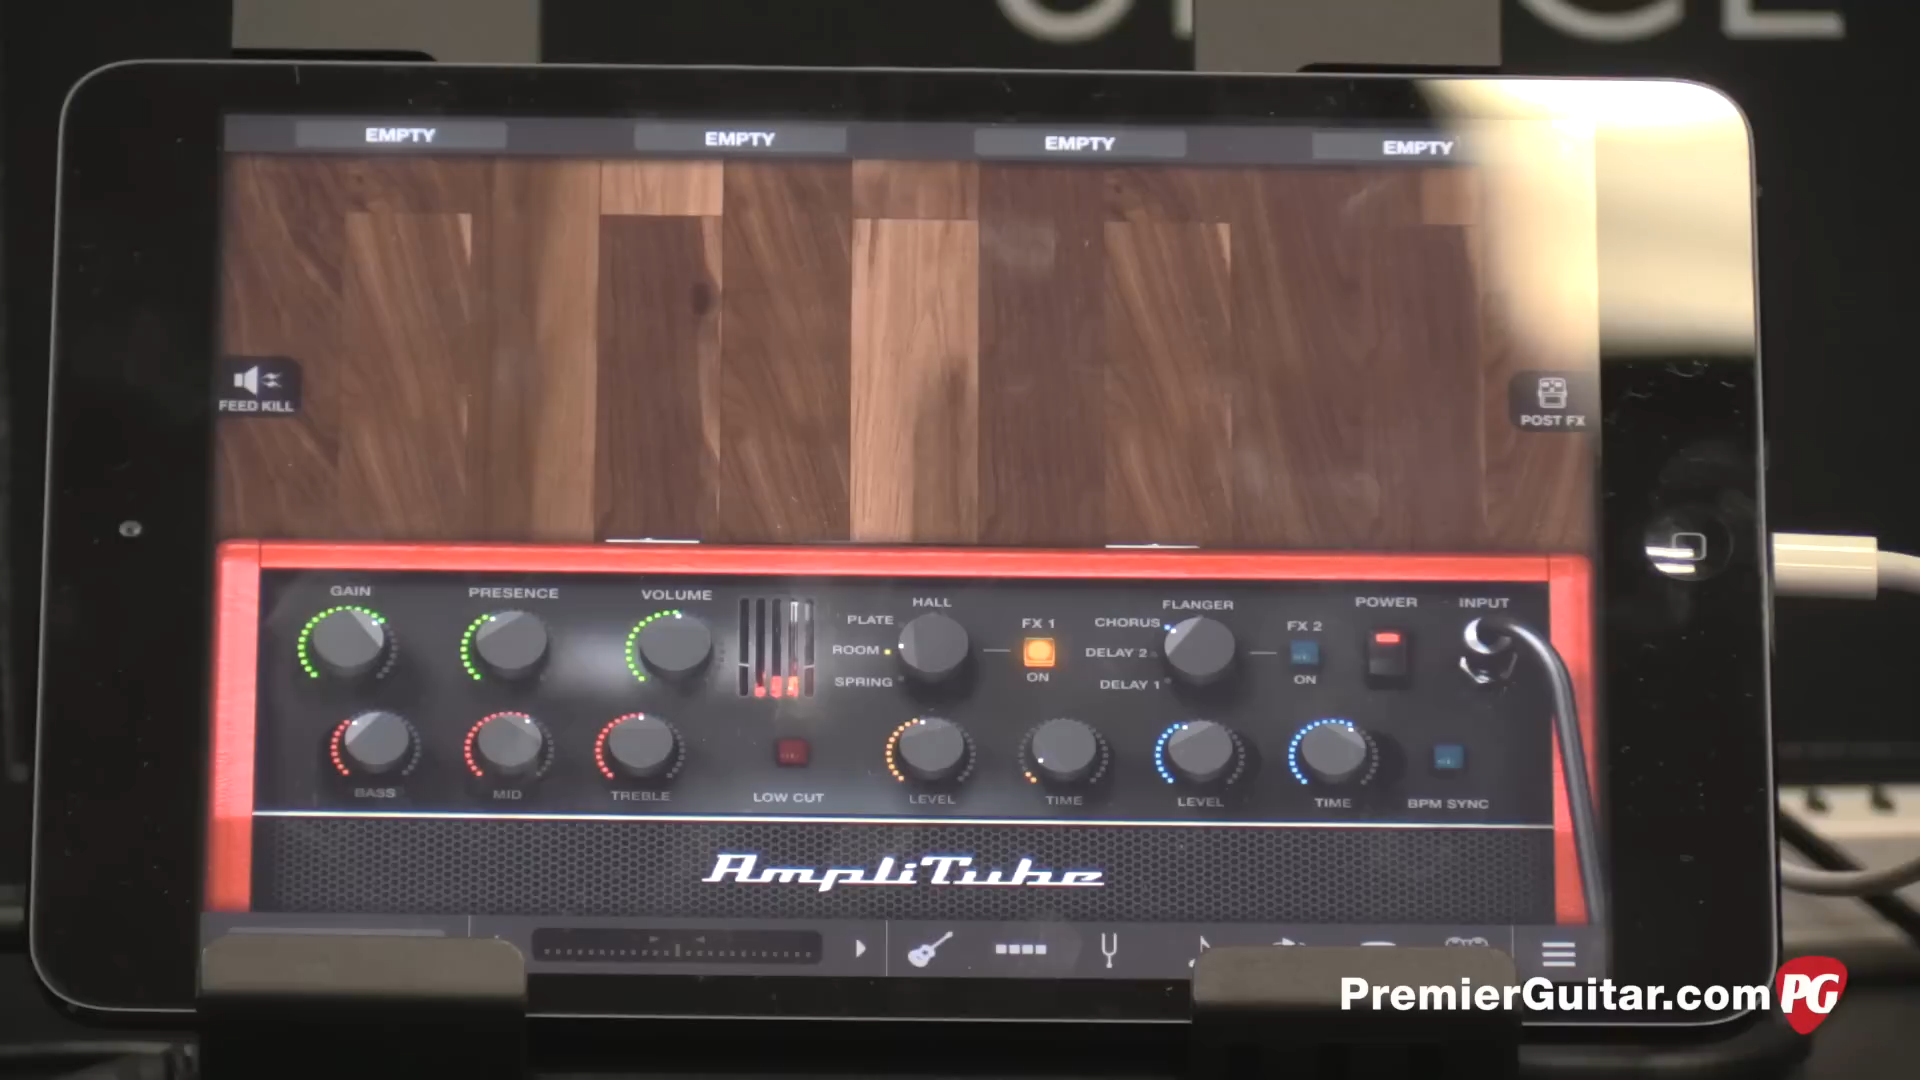 EMPTY EMPTY EMPTY EMPTY
FEED KILL
POST FX
GAIN PRESENCE VOLUME HALL FLANGER POWER INPUT
PLATE FX 1 CHORUS FX 2
ROOM DELAY 2
SPRING ON DELAY 1 ON
BASS MID TREBLE LOW CUT LEVEL TIME LEVEL TIME BPM SYNC
AmpliTube
PremierGuitar.com PG